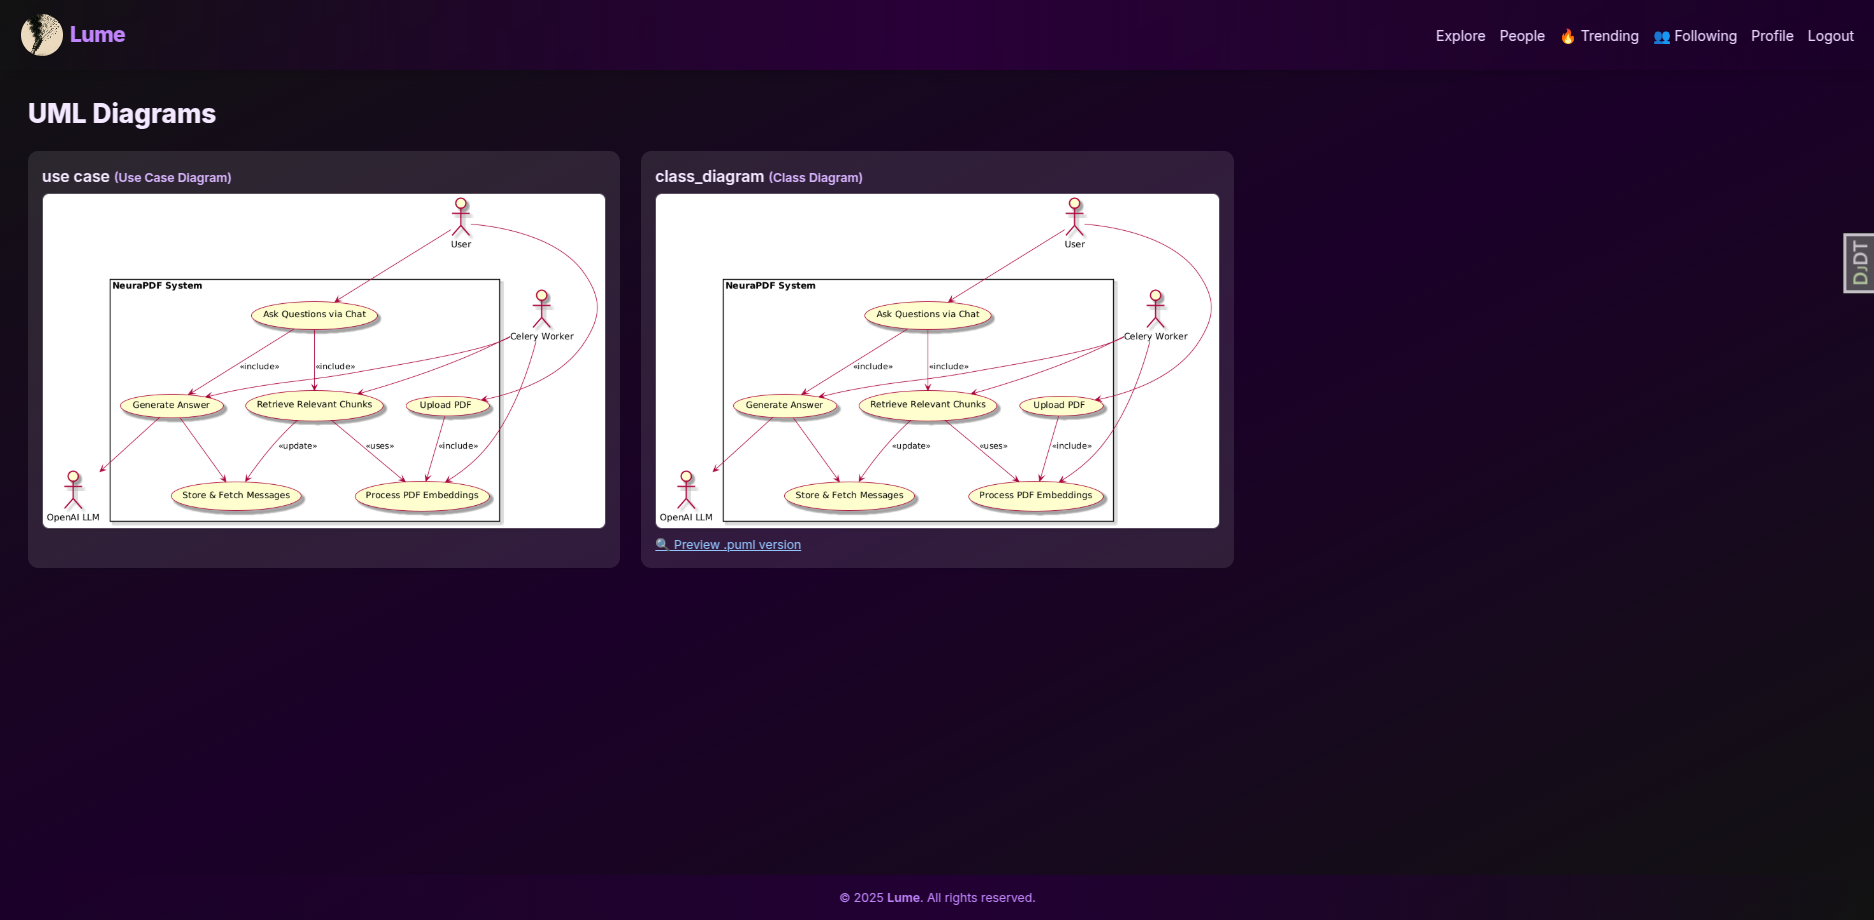 Lume
Explore People 🔥 Trending 👥 Following Profile Logout
UML Diagrams
use case (Use Case Diagram)
User
NeuraPDF System
Ask Questions via Chat
Celery Worker
«include» «include»
Generate Answer Retrieve Relevant Chunks Upload PDF
«update» «uses» «include»
Store & Fetch Messages Process PDF Embeddings
OpenAI LLM
class_diagram (Class Diagram)
User
NeuraPDF System
Ask Questions via Chat
Celery Worker
«include» «include»
Generate Answer Retrieve Relevant Chunks Upload PDF
«update» «uses» «include»
Store & Fetch Messages Process PDF Embeddings
OpenAI LLM
🔍 Preview .puml version
DJDT
© 2025 Lume. All rights reserved.